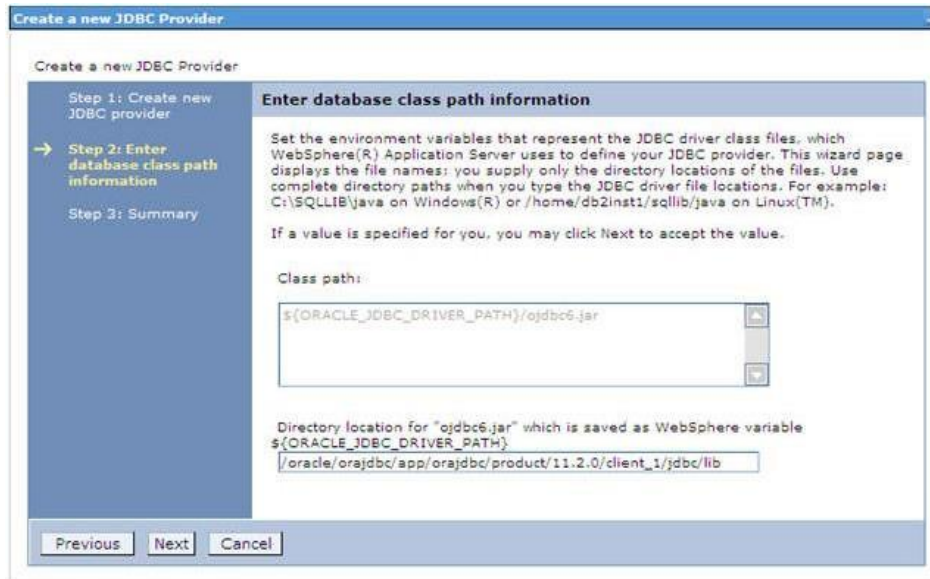 Create a new JDBC Provider
Create a new JDBC Provider
Step 1: Create new
JDBC provider
Step 2: Enter
database class path
information
Step 3: Summary
Enter database class path information
Set the environment variables that represent the JDBC driver class files, which
WebSphere(R) Application Server uses to define your JDBC provider. This wizard page
displays the file names; you supply only the directory locations of the files. Use
complete directory paths when you type the JDBC driver file locations. For example:
C:\SQLLIB\java on Windows(R) or /home/db2inst1/sqllib/java on Linux(TM).
If a value is specified for you, you may click Next to accept the value.
Class path:
${ORACLE_JDBC_DRIVER_PATH}/ojdbc6.jar
Directory location for "ojdbc6.jar" which is saved as WebSphere variable
${ORACLE_JDBC_DRIVER_PATH}
/oracle/orajdbc/app/orajdbc/product/11.2.0/client_1/jdbc/lib
Previous Next Cancel